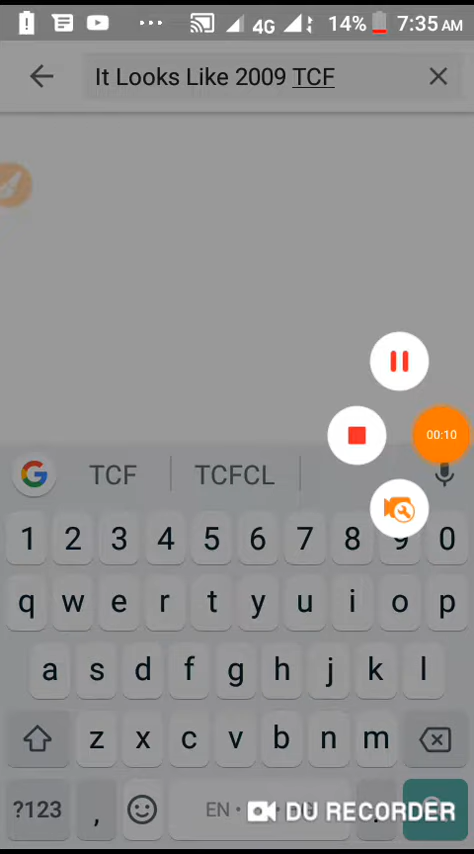 4G 14% 7:35 AM
It Looks Like 2009 TCF
00:10
G TCF TCFCL
1 2 3 4 5 6 7 8 9 0
q w e r t y u i o p
a s d f g h j k l
z x c v b n m
?123 , EN • DU RECORDER